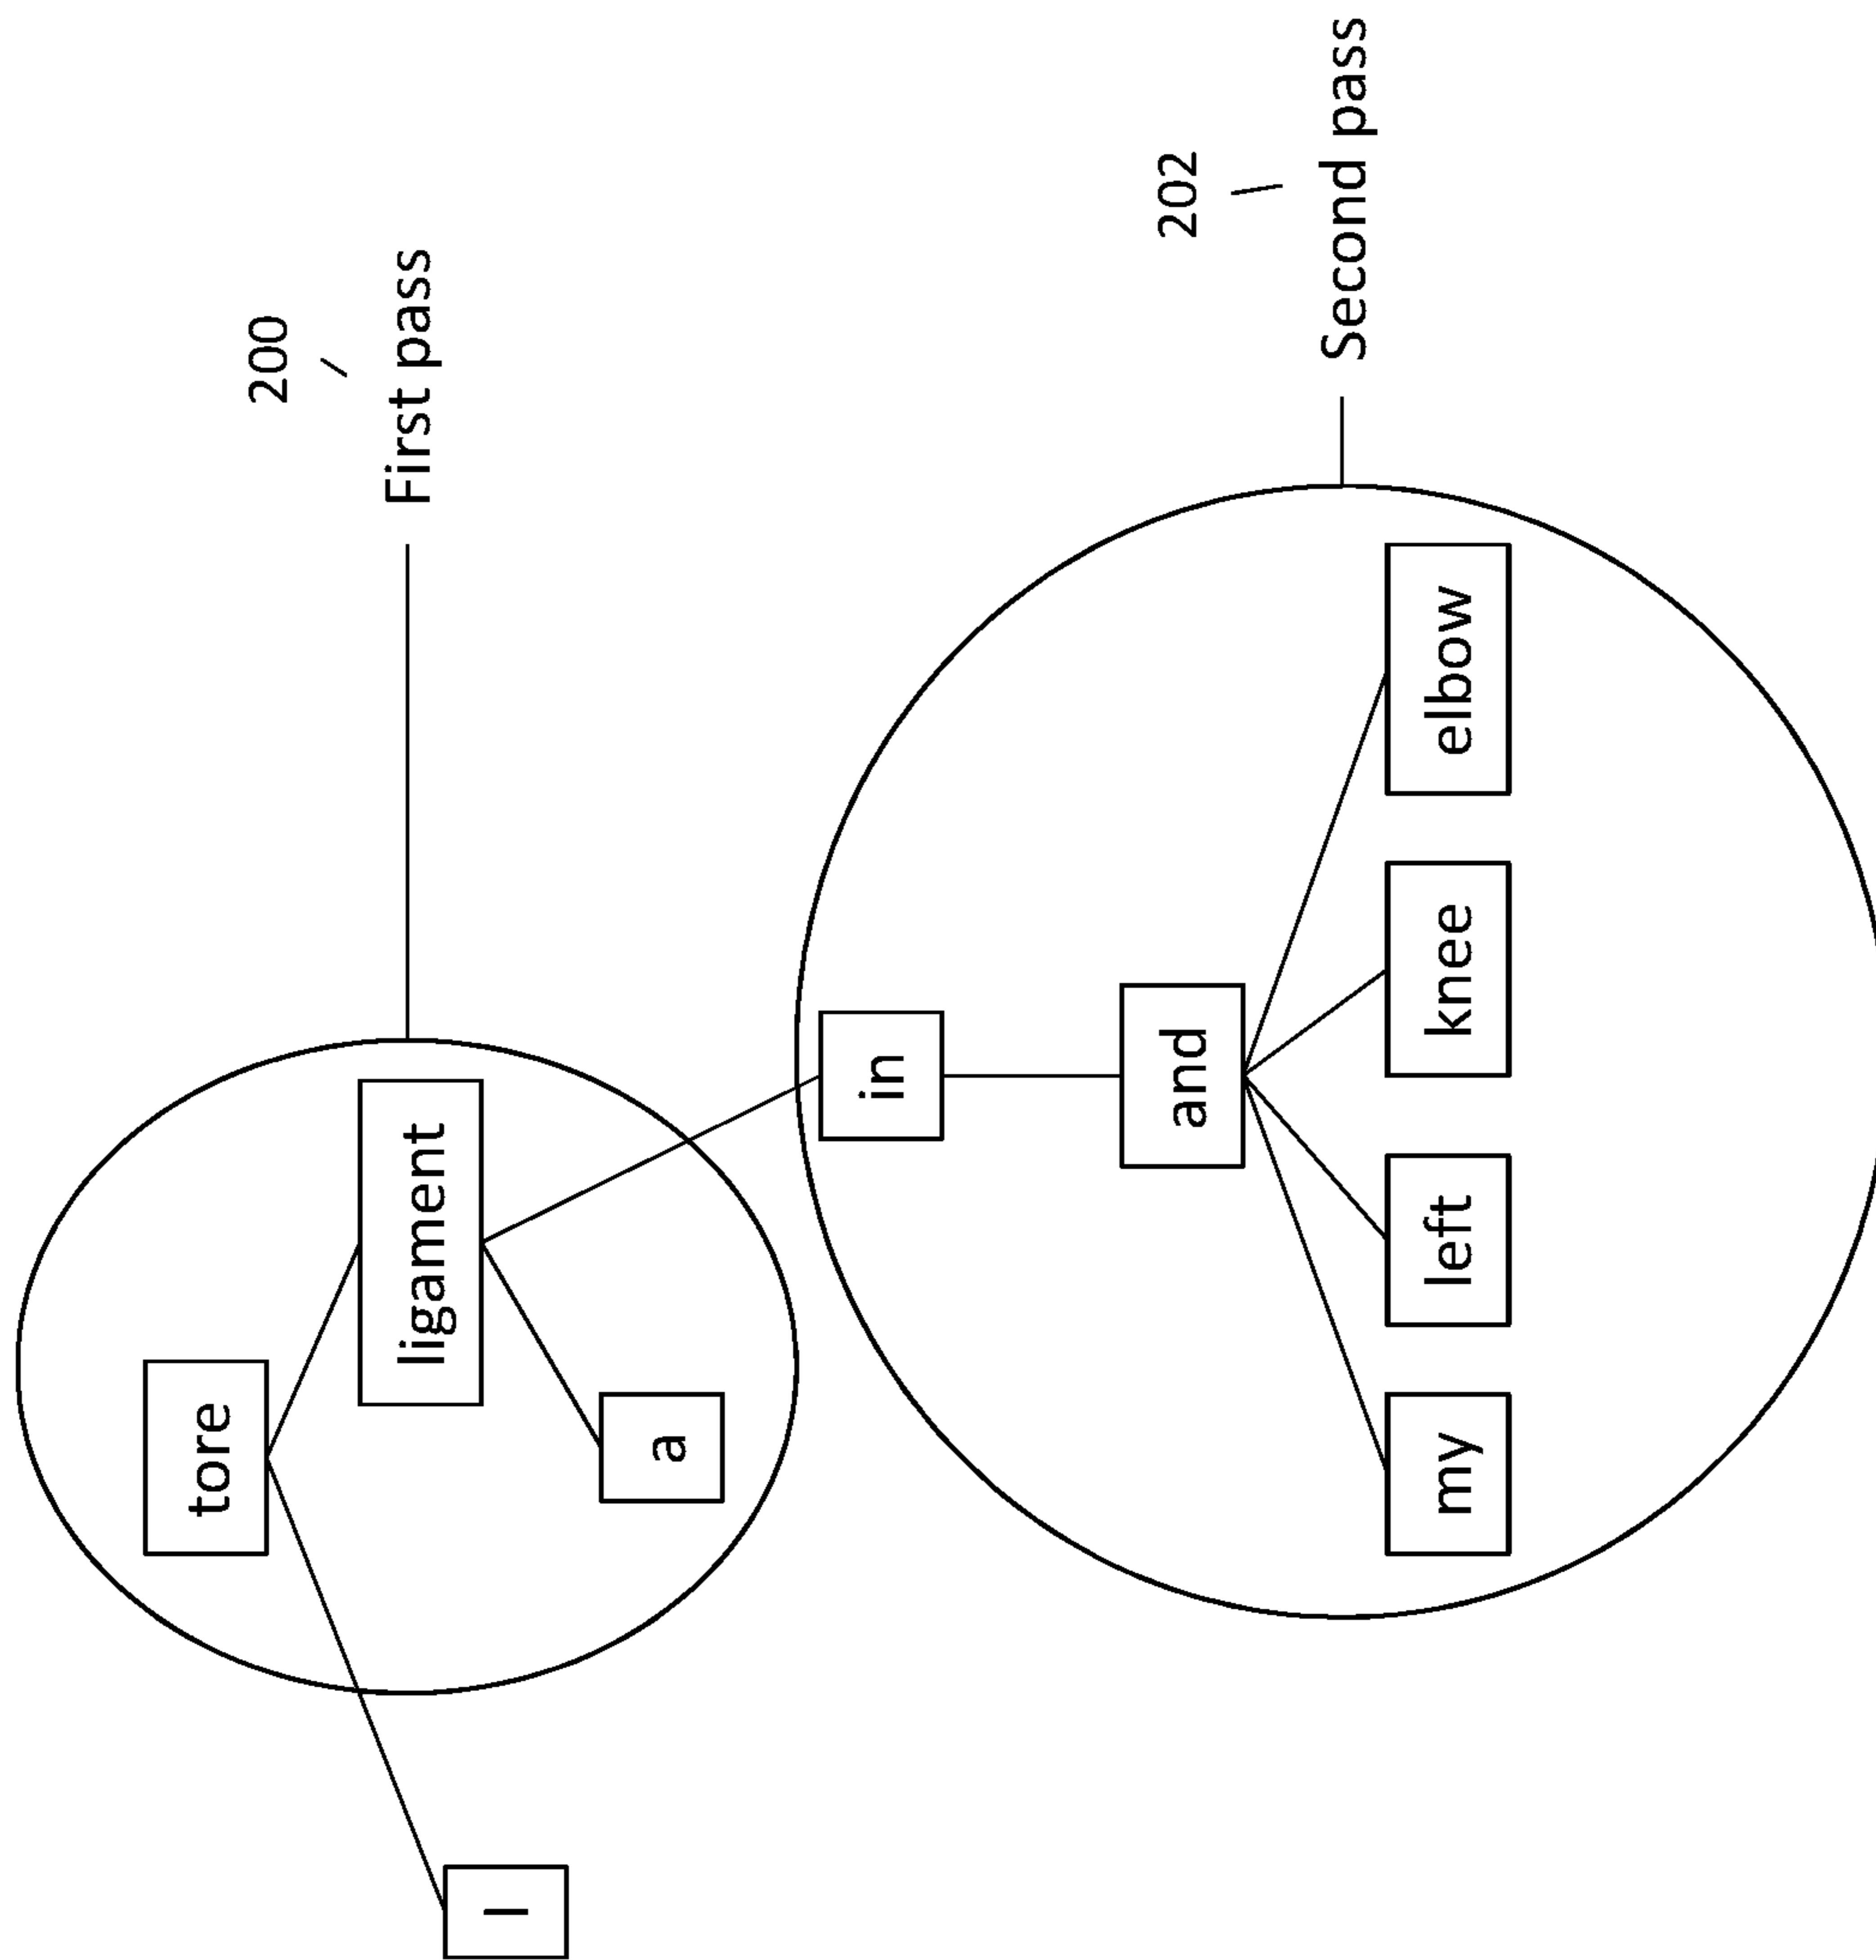 200
First pass
tore
ligament
I
a
in
202
Second pass
and
my
left
knee
elbow